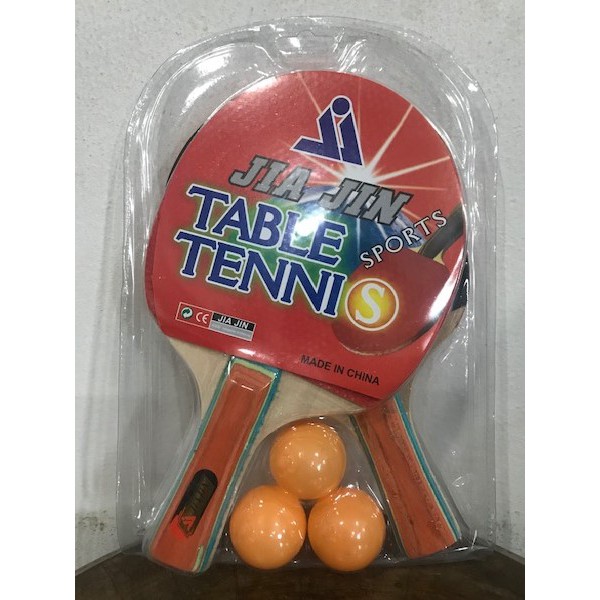 JIA JIN
TABLE
TENNIS
SPORTS
CE JIA JIN
MADE IN CHINA